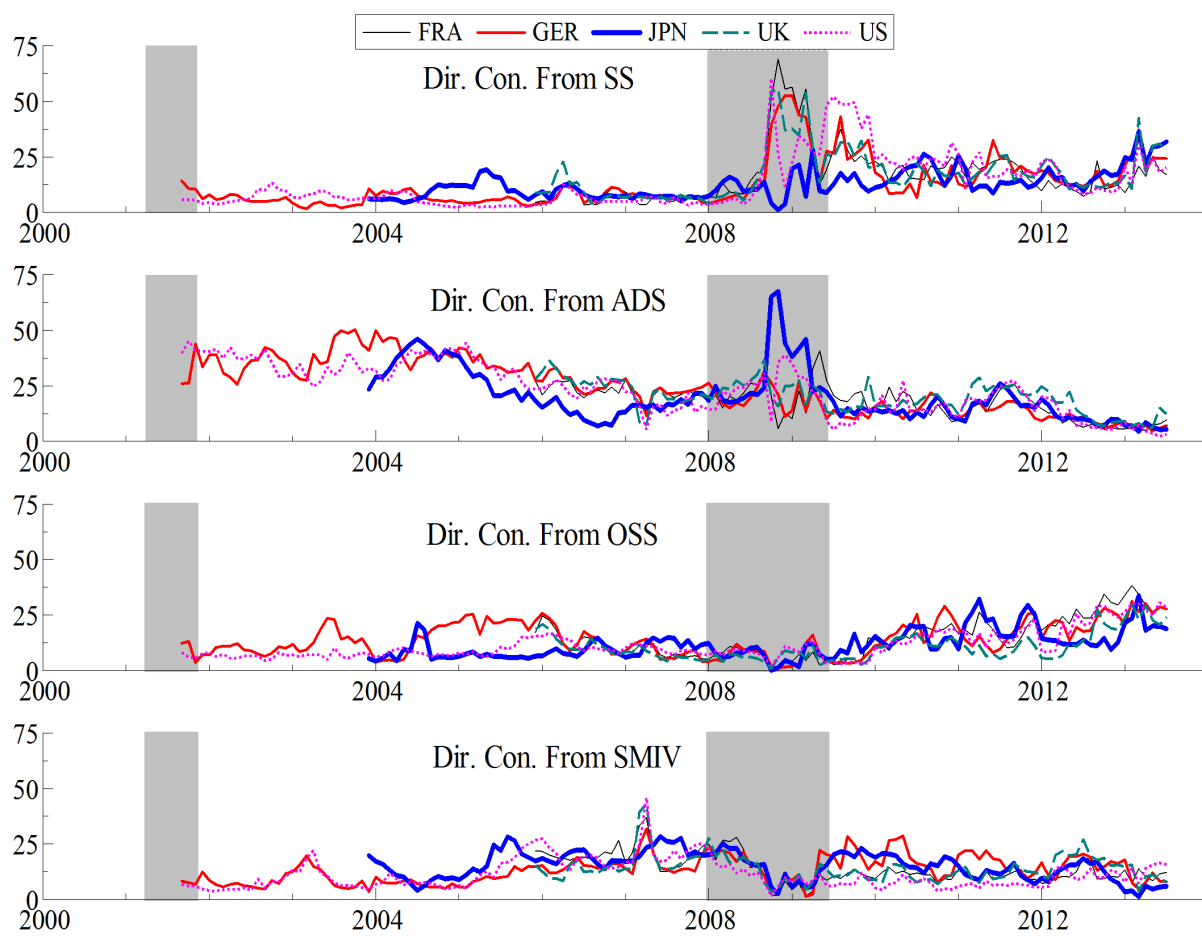 FRA GER JPN UK US
75
50
25
0
Dir. Con. From SS
2000 2004 2008 2012
75
50
25
0
Dir. Con. From ADS
2000 2004 2008 2012
75
50
25
0
Dir. Con. From OSS
2000 2004 2008 2012
75
50
25
0
Dir. Con. From SMIV
2000 2004 2008 2012